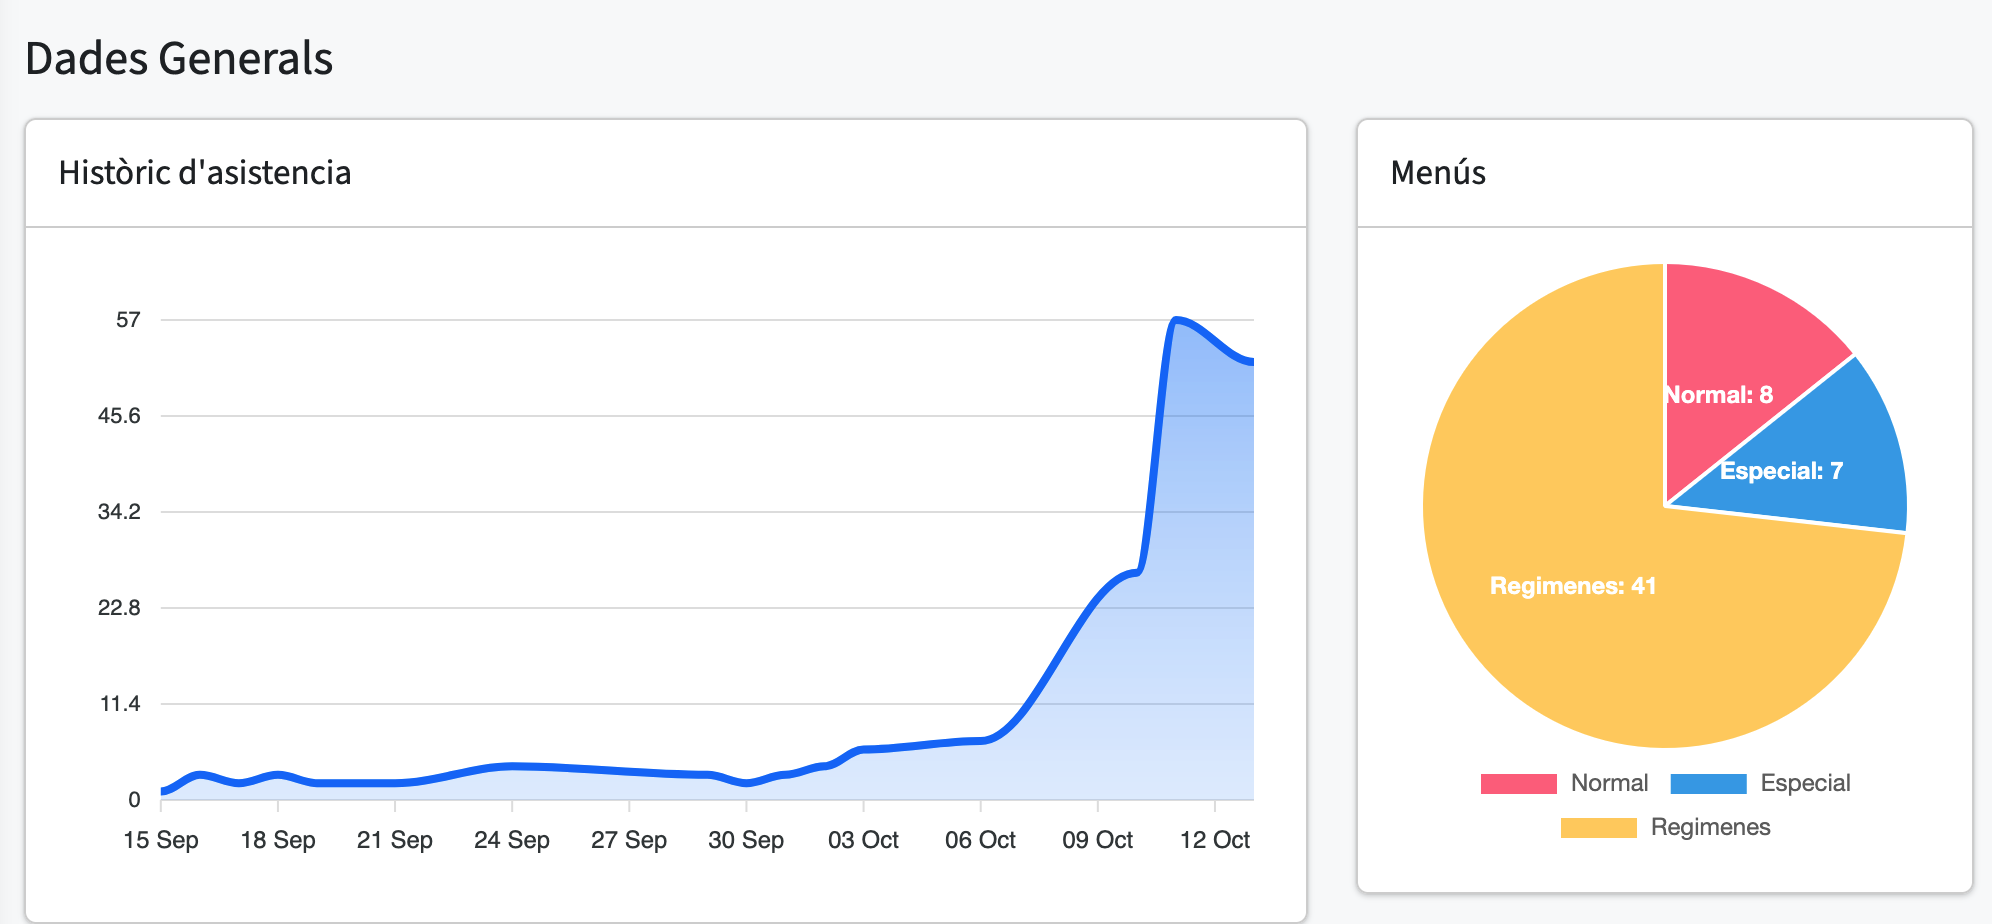 Dades Generals
Històric d'asistencia
57
45.6
34.2
22.8
11.4
0
15 Sep 18 Sep 21 Sep 24 Sep 27 Sep 30 Sep 03 Oct 06 Oct 09 Oct 12 Oct
Menús
Normal: 8
Especial: 7
Regimenes: 41
Normal Especial
Regimenes